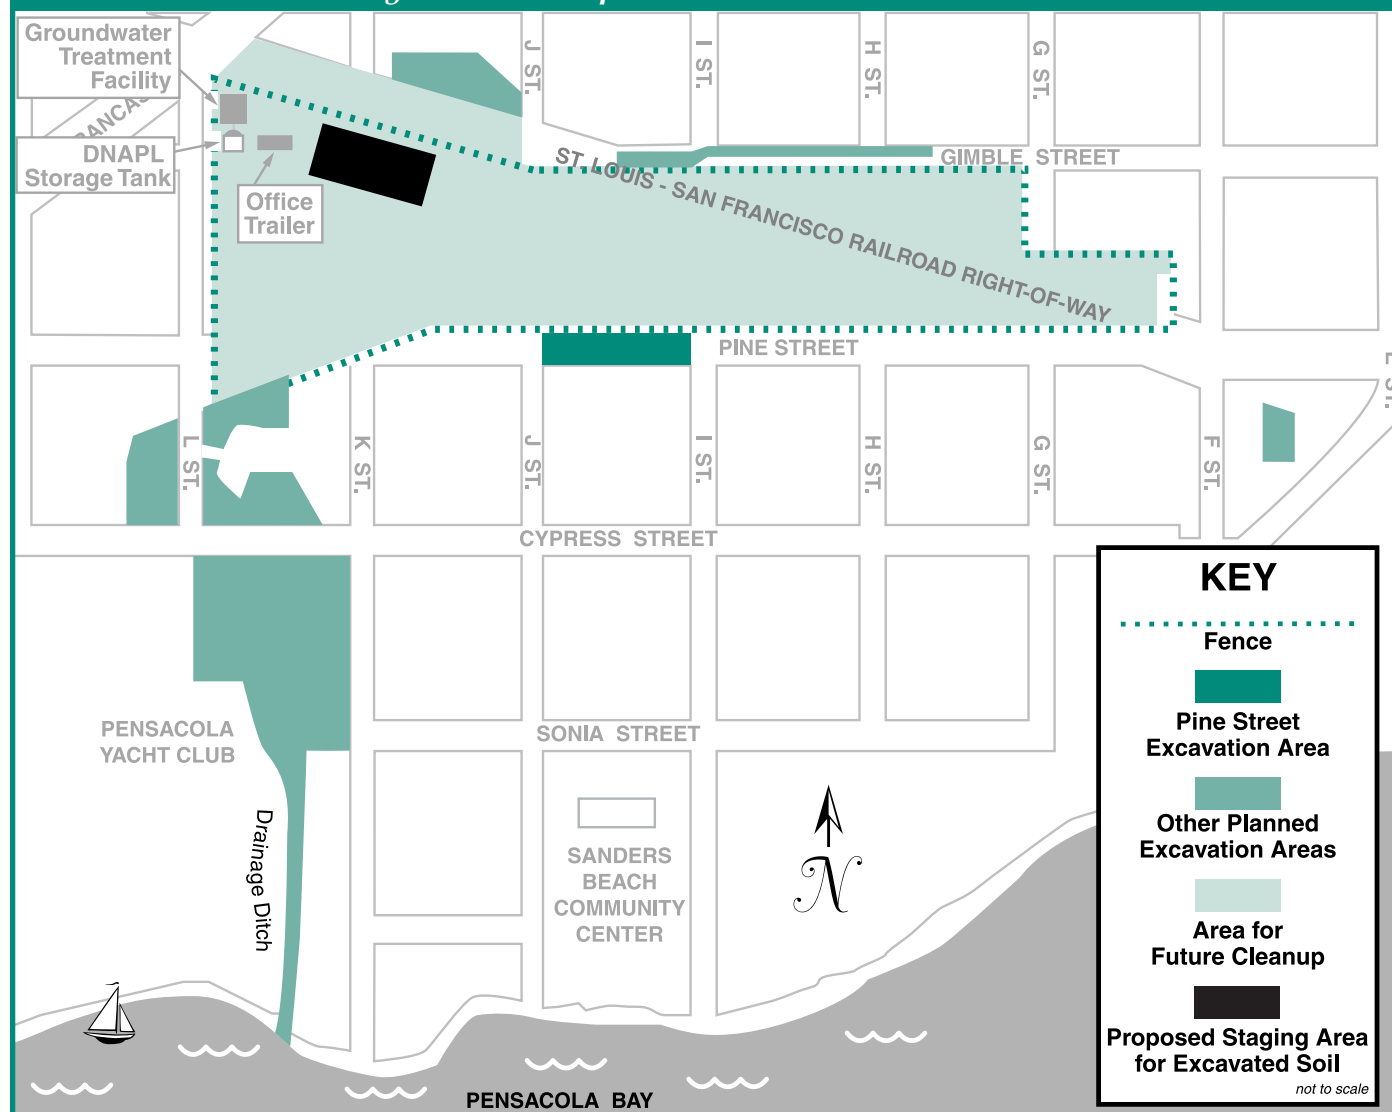 Groundwater
Treatment
Facility
DNAPL
Storage Tank
Office
Trailer
J ST.
I ST.
H ST.
G ST.
GIMBLE STREET
ST. LOUIS - SAN FRANCISCO RAILROAD RIGHT-OF-WAY
PINE STREET
L ST.
K ST.
J ST.
I ST.
H ST.
G ST.
F ST.
CYPRESS STREET
PENSACOLA
YACHT CLUB
SONIA STREET
Drainage Ditch
SANDERS
BEACH
COMMUNITY
CENTER
N
PENSACOLA BAY
KEY
Fence
Pine Street
Excavation Area
Other Planned
Excavation Areas
Area for
Future Cleanup
Proposed Staging Area
for Excavated Soil
not to scale